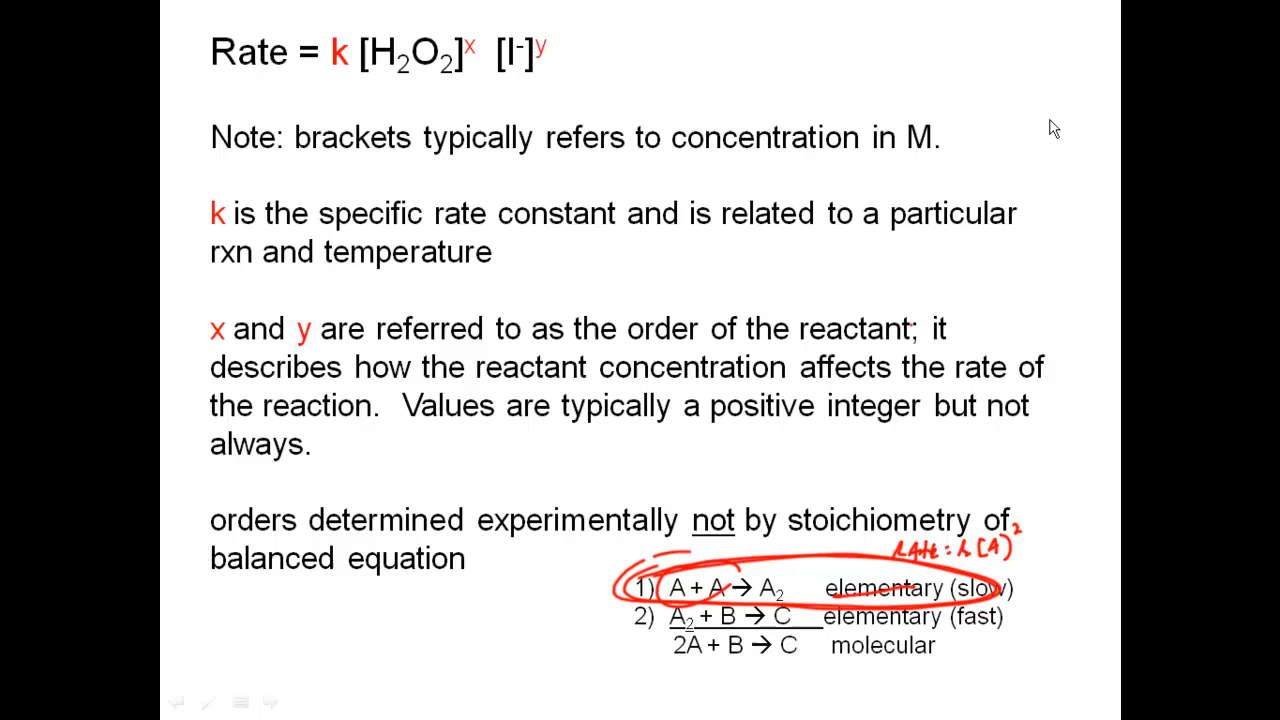 Rate = k [H₂O₂]ˣ [I⁻]ʸ
Note: brackets typically refers to concentration in M.
k is the specific rate constant and is related to a particular
rxn and temperature
x and y are referred to as the order of the reactant; it
describes how the reactant concentration affects the rate of
the reaction. Values are typically a positive integer but not
always.
orders determined experimentally not by stoichiometry of
balanced equation
RATE = k [A]²
1) A + A → A₂ elementary (slow)
2) A₂ + B → C elementary (fast)
2A + B → C molecular